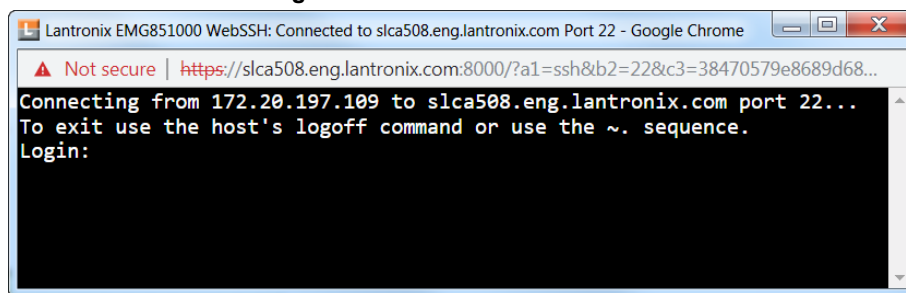 Lantronix EMG851000 WebSSH: Connected to slca508.eng.lantronix.com Port 22 - Google Chrome
Not secure | https://slca508.eng.lantronix.com:8000/?a1=ssh&b2=22&c3=38470579e8689d68...
Connecting from 172.20.197.109 to slca508.eng.lantronix.com port 22...
To exit use the host's logoff command or use the ~. sequence.
Login: